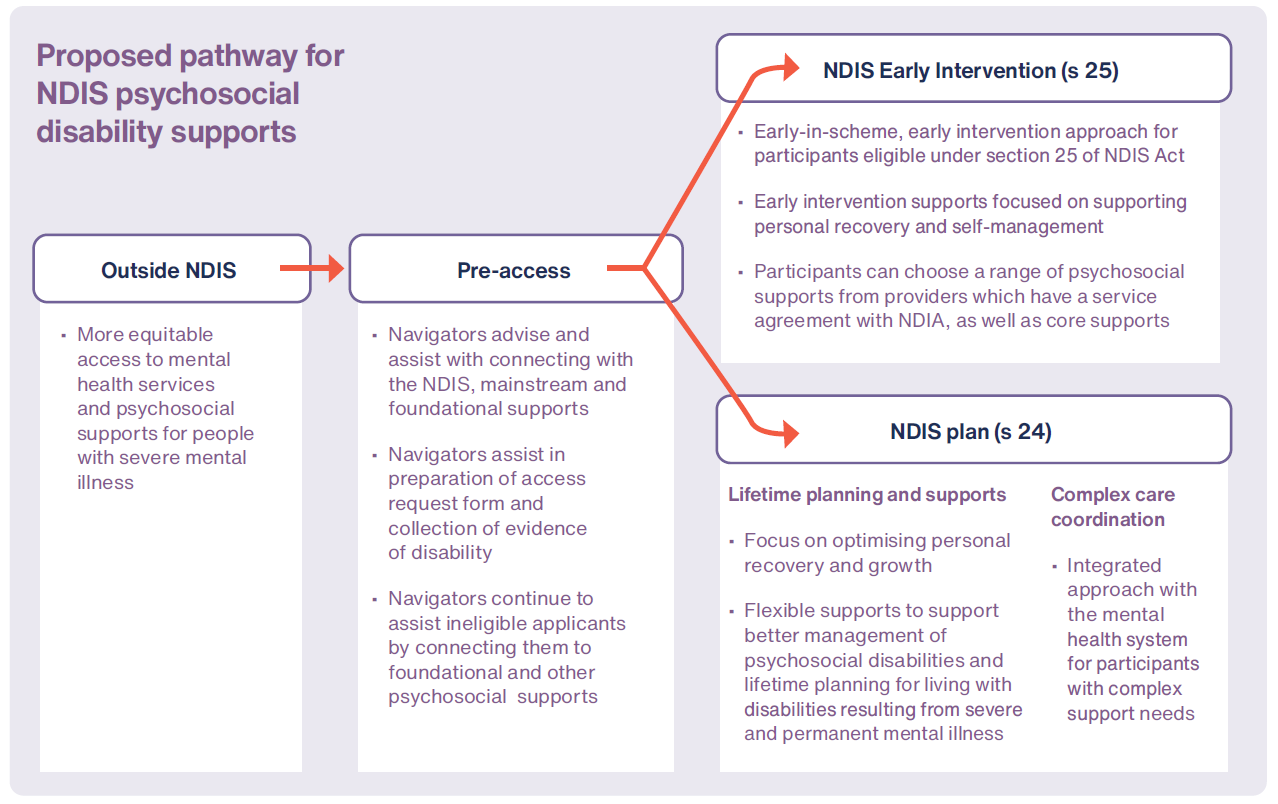 Proposed pathway for
NDIS psychosocial
disability supports
Outside NDIS
▪ More equitable
access to mental
health services
and psychosocial
supports for people
with severe mental
illness
Pre-access
▪ Navigators advise and
assist with connecting with
the NDIS, mainstream and
foundational supports
▪ Navigators assist in
preparation of access
request form and
collection of evidence
of disability
▪ Navigators continue to
assist ineligible applicants
by connecting them to
foundational and other
psychosocial supports
NDIS Early Intervention (s 25)
▪ Early-in-scheme, early intervention approach for
participants eligible under section 25 of NDIS Act
▪ Early intervention supports focused on supporting
personal recovery and self-management
▪ Participants can choose a range of psychosocial
supports from providers which have a service
agreement with NDIA, as well as core supports
NDIS plan (s 24)
Lifetime planning and supports
▪ Focus on optimising personal
recovery and growth
▪ Flexible supports to support
better management of
psychosocial disabilities and
lifetime planning for living with
disabilities resulting from severe
and permanent mental illness
Complex care
coordination
▪ Integrated
approach with
the mental
health system
for participants
with complex
support needs